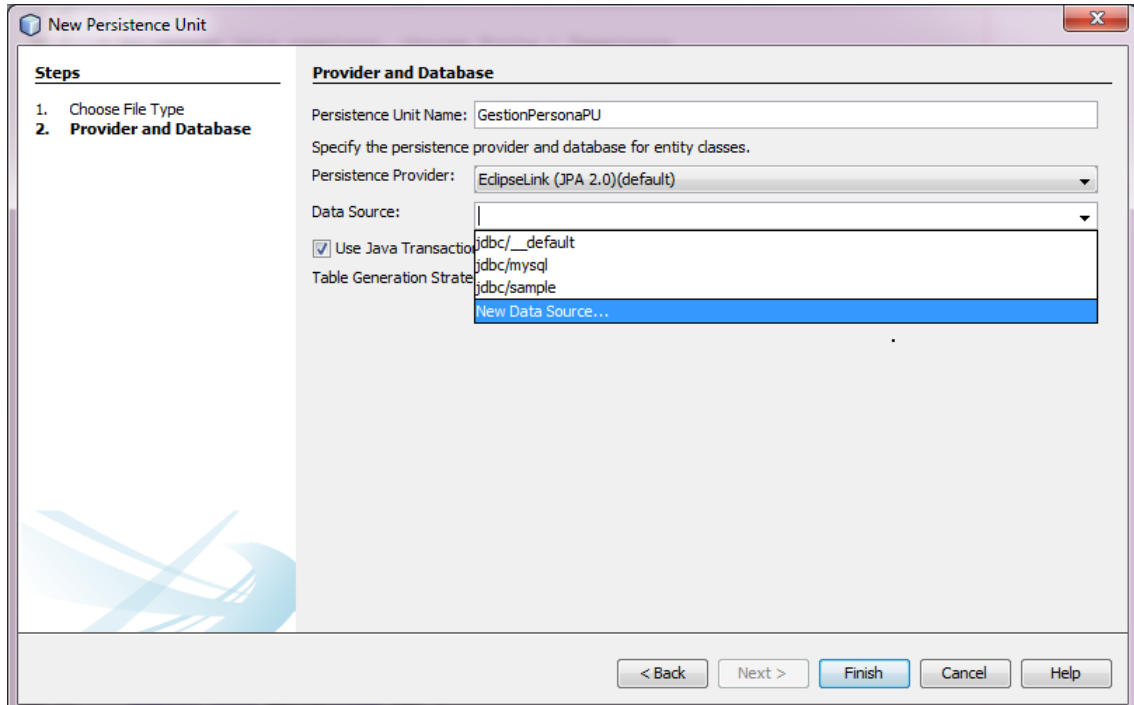 New Persistence Unit
Steps
1. Choose File Type
2. Provider and Database
Provider and Database
Persistence Unit Name: GestionPersonaPU
Specify the persistence provider and database for entity classes.
Persistence Provider: EclipseLink (JPA 2.0)(default)
Data Source:
jdbc/__default
Use Java Transaction
jdbc/mysql
Table Generation Strate
jdbc/sample
New Data Source...
< Back Next > Finish Cancel Help